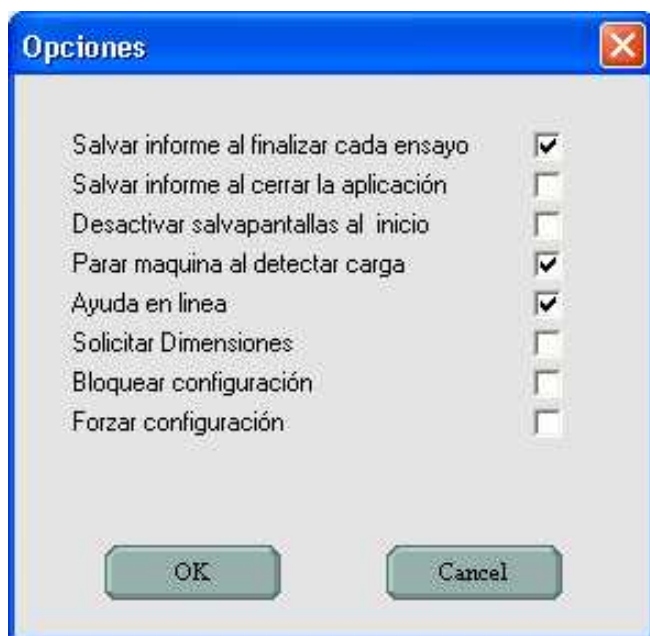 Opciones
Salvar informe al finalizar cada ensayo
Salvar informe al cerrar la aplicación
Desactivar salvapantallas al inicio
Parar maquina al detectar carga
Ayuda en linea
Solicitar Dimensiones
Bloquear configuración
Forzar configuración
OK
Cancel